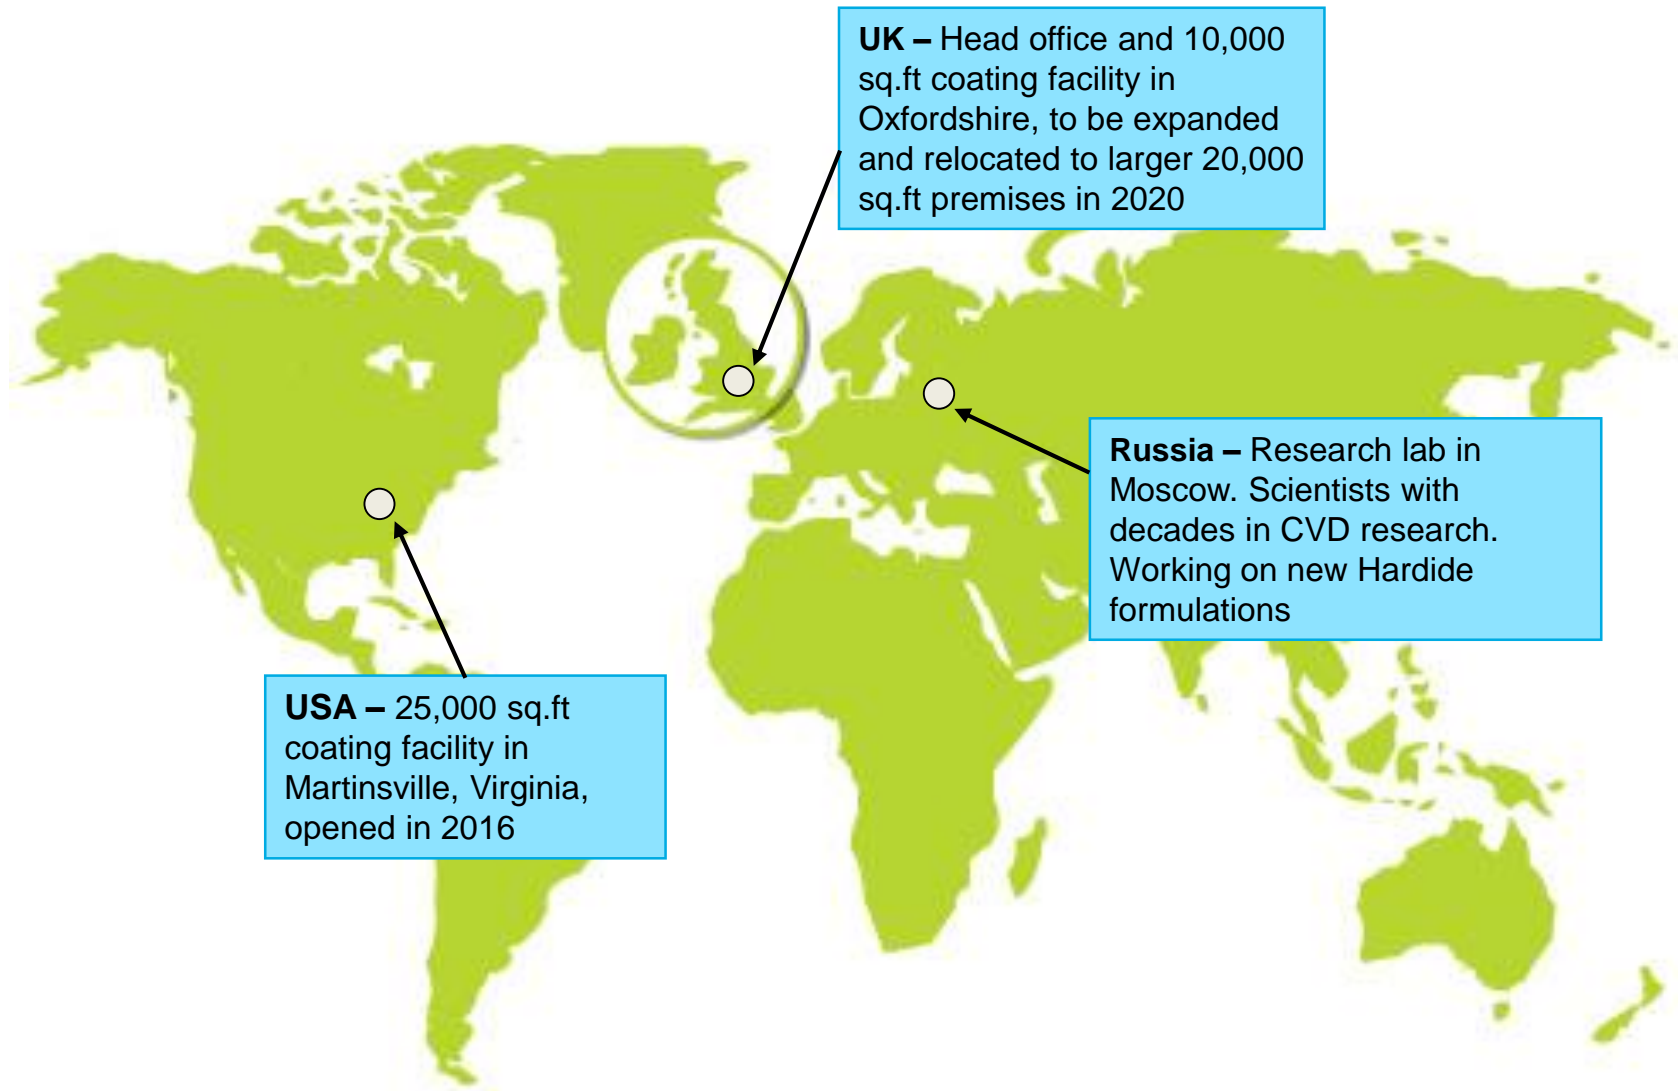 UK – Head office and 10,000
sq.ft coating facility in
Oxfordshire, to be expanded
and relocated to larger 20,000
sq.ft premises in 2020
Russia – Research lab in
Moscow. Scientists with
decades in CVD research.
Working on new Hardide
formulations
USA – 25,000 sq.ft
coating facility in
Martinsville, Virginia,
opened in 2016